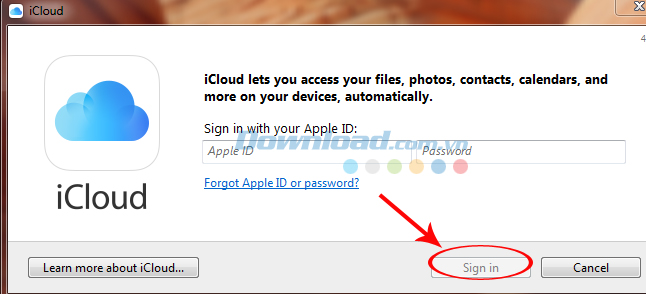 iCloud
4
iCloud lets you access your files, photos, contacts, calendars, and
more on your devices, automatically.
Sign in with your Apple ID:
Download.com.vn
Apple ID
Password
Forgot Apple ID or password?
iCloud
Learn more about iCloud...
Sign in
Cancel